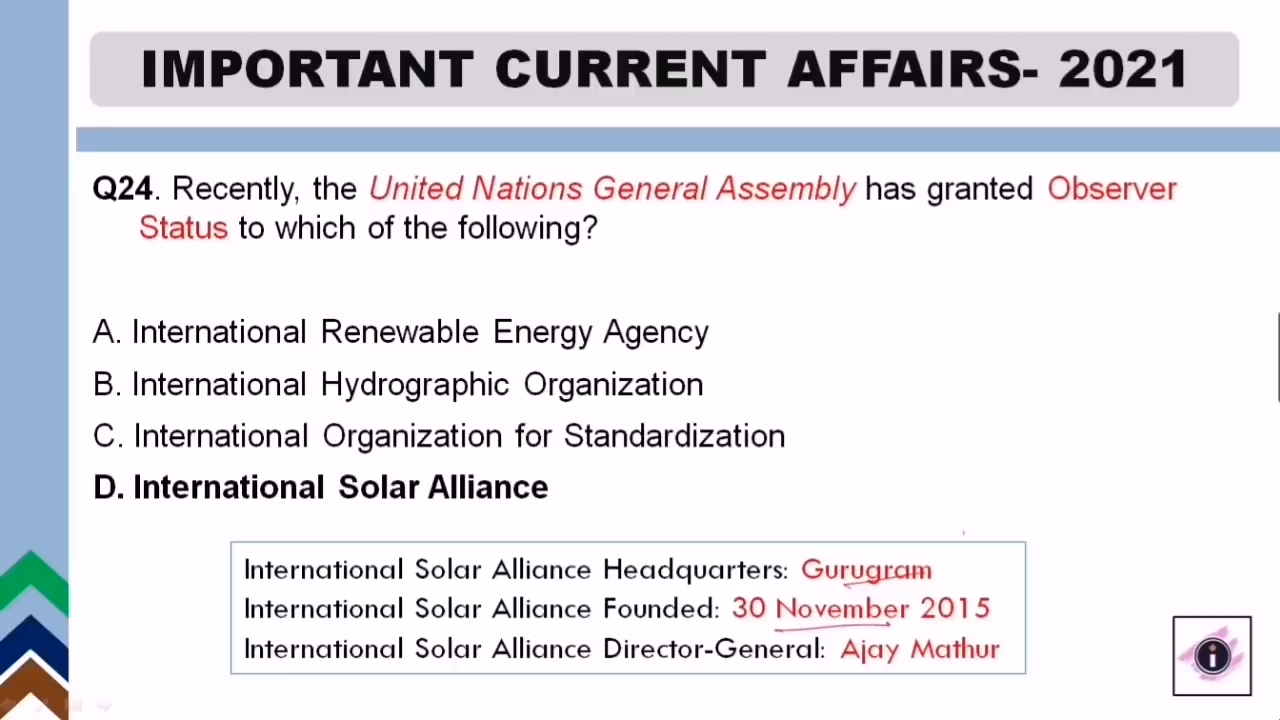 IMPORTANT CURRENT AFFAIRS- 2021
Q24. Recently, the United Nations General Assembly has granted Observer
Status to which of the following?
A. International Renewable Energy Agency
B. International Hydrographic Organization
C. International Organization for Standardization
D. International Solar Alliance
International Solar Alliance Headquarters: Gurugram
International Solar Alliance Founded: 30 November 2015
International Solar Alliance Director-General: Ajay Mathur
i